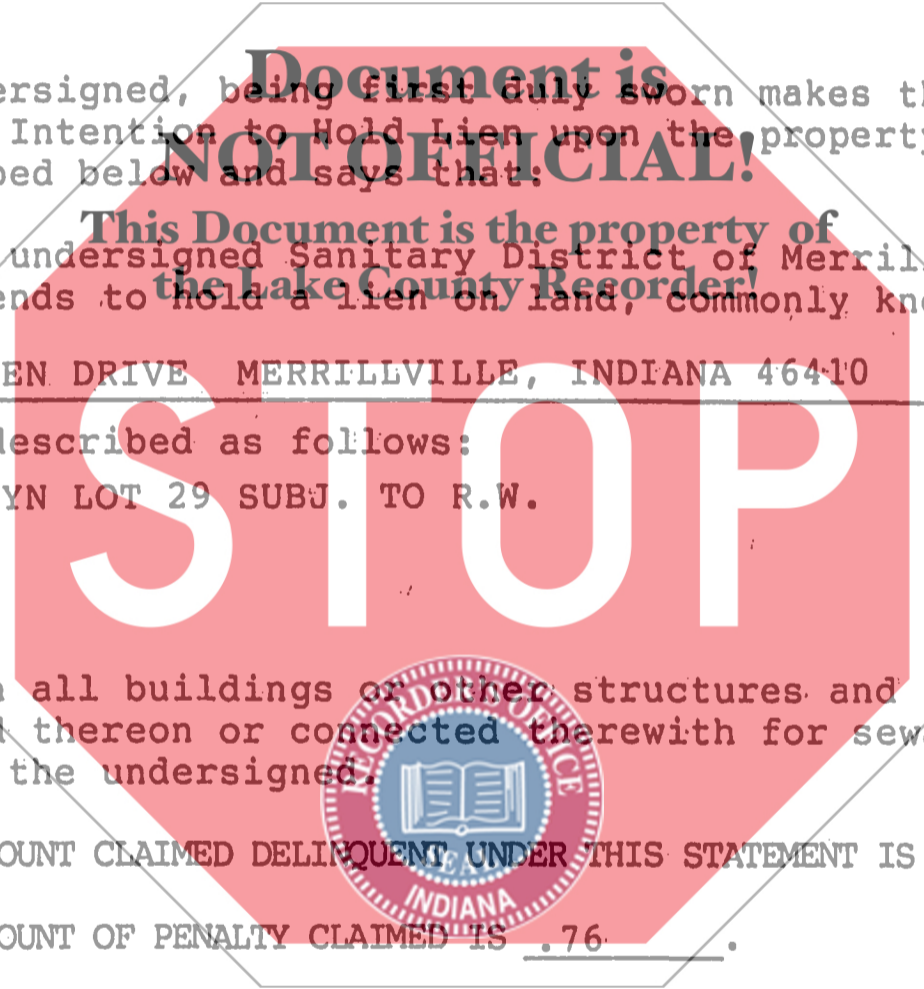 Document is
ersigned, being first duly sworn makes th
Intention to Hold Lien upon the property
NOT OFFICIAL!
bed below and says that:
This Document is the property of
undersigned Sanitary District of Merril
the Lake County Recorder!
ends to hold a lien on land, commonly kno
EN DRIVE MERRILLVILLE, INDIANA 46410
described as follows:
YN LOT 29 SUBJ. TO R.W.
STOP
all buildings or other structures and
thereon or connected therewith for sew
the undersigned.
RECORDER'S OFFICE
SEAL
INDIANA
OUNT CLAIMED DELINQUENT UNDER THIS STATEMENT IS
OUNT OF PENALTY CLAIMED IS .76 .